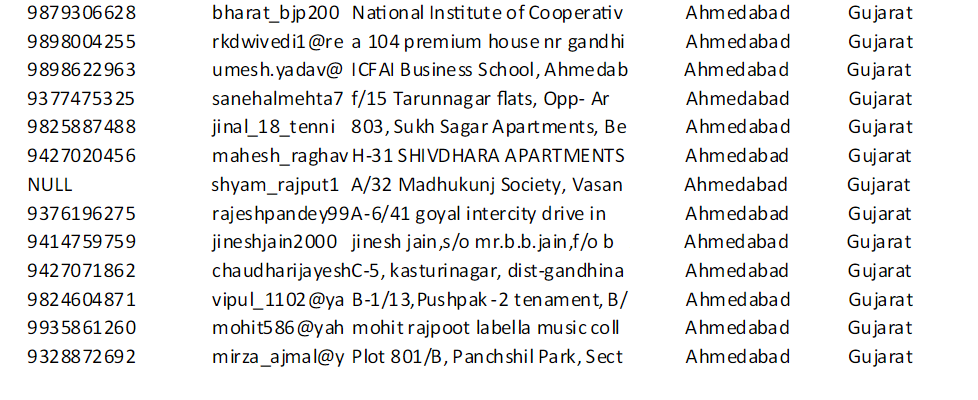 9879306628 bharat_bjp200 National Institute of Cooperativ Ahmedabad Gujarat
9898004255 rkdwivedi1@re a 104 premium house nr gandhi Ahmedabad Gujarat
9898622963 umesh.yadav@ ICFAI Business School, Ahmedab Ahmedabad Gujarat
9377475325 sanehalmehta7 f/15 Tarunnagar flats, Opp- Ar Ahmedabad Gujarat
9825887488 jinal_18_tenni 803, Sukh Sagar Apartments, Be Ahmedabad Gujarat
9427020456 mahesh_raghav H-31 SHIVDHARA APARTMENTS Ahmedabad Gujarat
NULL shyam_rajput1 A/32 Madhukunj Society, Vasan Ahmedabad Gujarat
9376196275 rajeshpandey99 A-6/41 goyal intercity drive in Ahmedabad Gujarat
9414759759 jineshjain2000 jinesh jain,s/o mr.b.b.jain,f/o b Ahmedabad Gujarat
9427071862 chaudharijayesh C-5, kasturinagar, dist-gandhina Ahmedabad Gujarat
9824604871 vipul_1102@ya B-1/13,Pushpak-2 tenament, B/ Ahmedabad Gujarat
9935861260 mohit586@yah mohit rajpoot labella music coll Ahmedabad Gujarat
9328872692 mirza_ajmal@y Plot 801/B, Panchshil Park, Sect Ahmedabad Gujarat